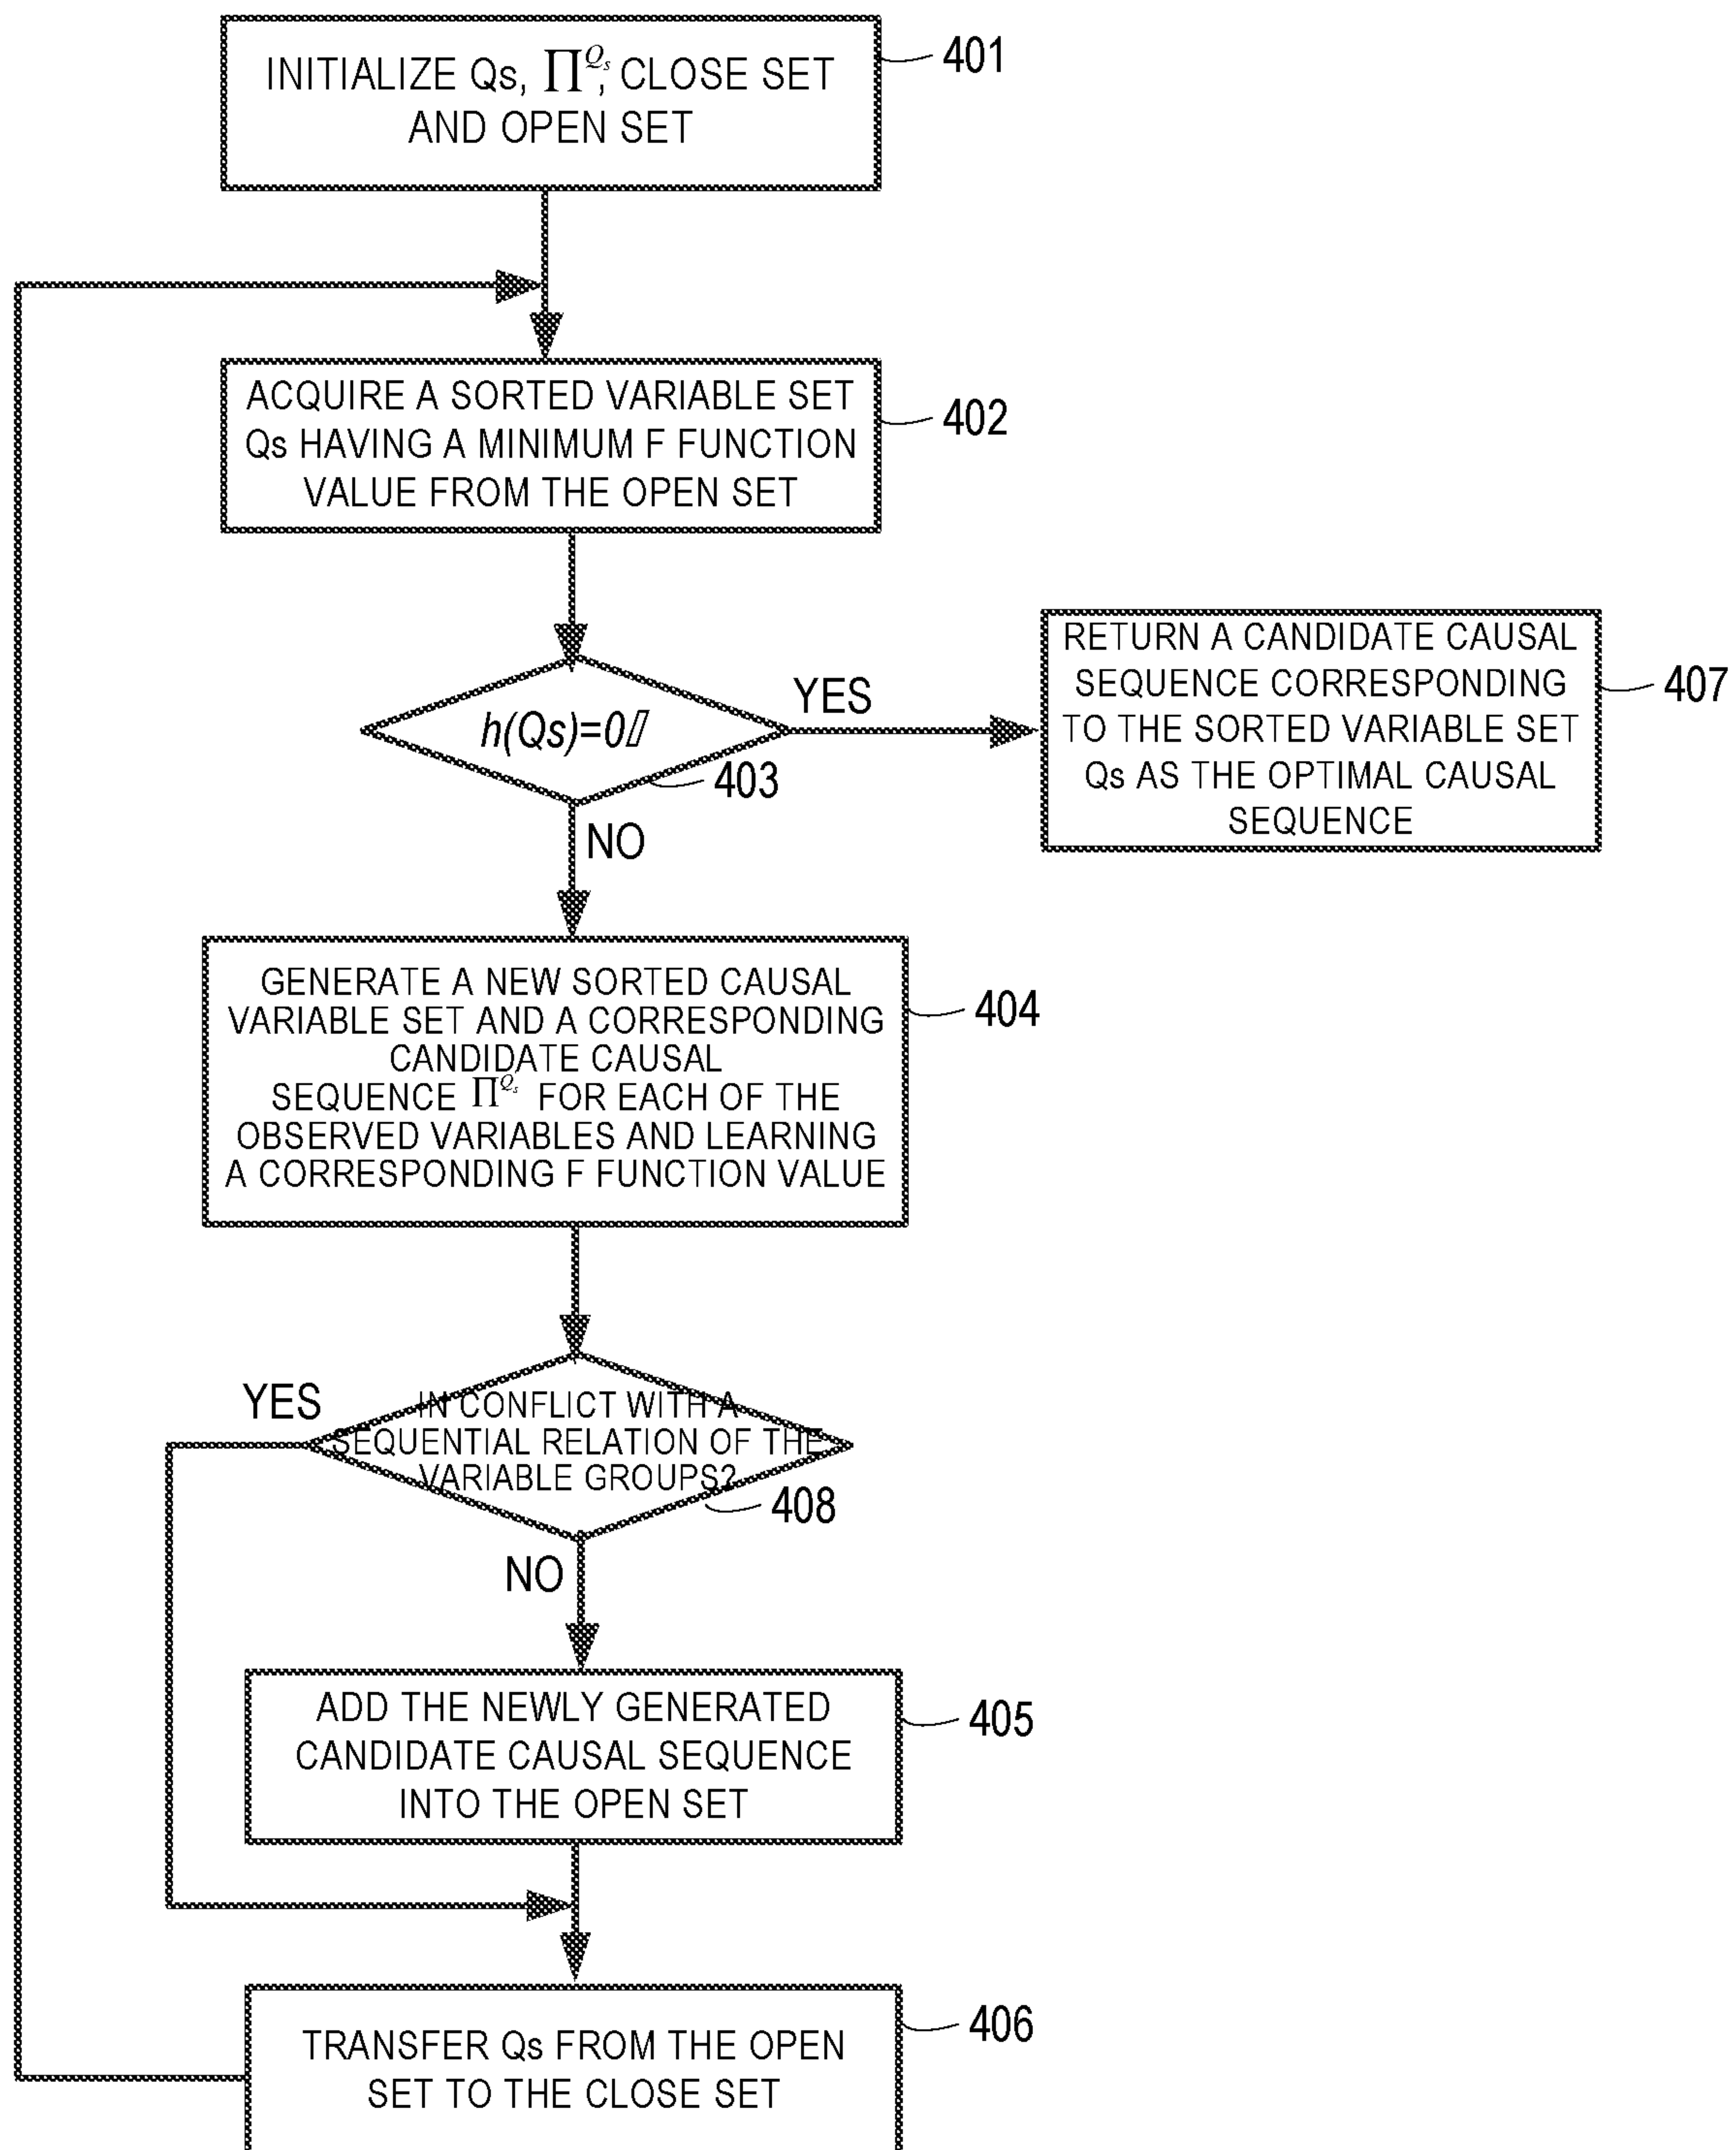 INITIALIZE Qs, ∏^Qs, CLOSE SET
AND OPEN SET
401
ACQUIRE A SORTED VARIABLE SET
Qs HAVING A MINIMUM F FUNCTION
VALUE FROM THE OPEN SET
402
h(Qs)=0
403
YES
NO
RETURN A CANDIDATE CAUSAL
SEQUENCE CORRESPONDING
TO THE SORTED VARIABLE SET
Qs AS THE OPTIMAL CAUSAL
SEQUENCE
407
GENERATE A NEW SORTED CAUSAL
VARIABLE SET AND A CORRESPONDING
CANDIDATE CAUSAL
SEQUENCE ∏^Q's FOR EACH OF THE
OBSERVED VARIABLES AND LEARNING
A CORRESPONDING F FUNCTION VALUE
404
YES
IN CONFLICT WITH A
SEQUENTIAL RELATION OF THE
VARIABLE GROUPS?
408
NO
ADD THE NEWLY GENERATED
CANDIDATE CAUSAL SEQUENCE
INTO THE OPEN SET
405
TRANSFER Qs FROM THE OPEN
SET TO THE CLOSE SET
406